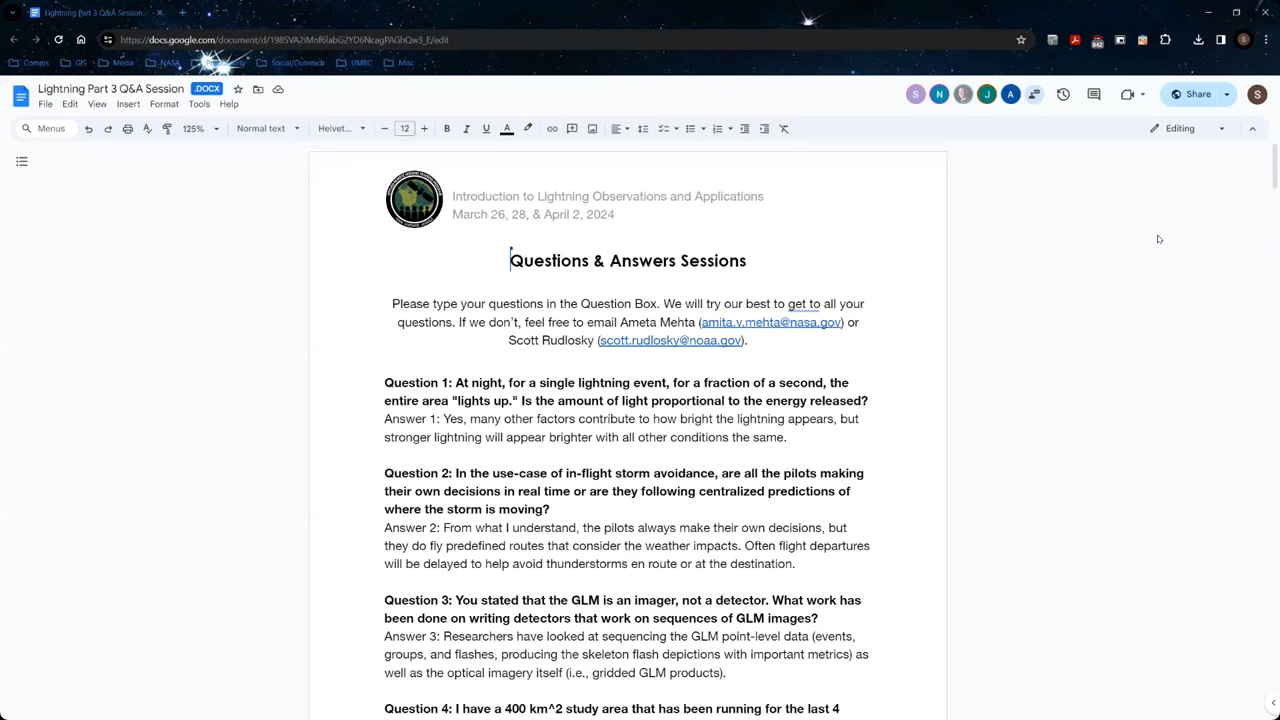 Lightning Part 3 Q&A Session
https://docs.google.com/document/d/198SVA2iMnf6labG2YD6NcagPAGhQw3_E/edit
Comps GIS Media NASA Social/Outreach UMBC Misc
Lightning Part 3 Q&A Session .DOCX
File Edit View Insert Format Tools Help
Share
S N J A S
Menus 125% Normal text Helvet... 12 Editing
Introduction to Lightning Observations and Applications
March 26, 28, & April 2, 2024
Questions & Answers Sessions
Please type your questions in the Question Box. We will try our best to get to all your
questions. If we don't, feel free to email Ameta Mehta (amita.v.mehta@nasa.gov) or
Scott Rudlosky (scott.rudlosky@noaa.gov).
Question 1: At night, for a single lightning event, for a fraction of a second, the
entire area "lights up." Is the amount of light proportional to the energy released?
Answer 1: Yes, many other factors contribute to how bright the lightning appears, but
stronger lightning will appear brighter with all other conditions the same.
Question 2: In the use-case of in-flight storm avoidance, are all the pilots making
their own decisions in real time or are they following centralized predictions of
where the storm is moving?
Answer 2: From what I understand, the pilots always make their own decisions, but
they do fly predefined routes that consider the weather impacts. Often flight departures
will be delayed to help avoid thunderstorms en route or at the destination.
Question 3: You stated that the GLM is an imager, not a detector. What work has
been done on writing detectors that work on sequences of GLM images?
Answer 3: Researchers have looked at sequencing the GLM point-level data (events,
groups, and flashes, producing the skeleton flash depictions with important metrics) as
well as the optical imagery itself (i.e., gridded GLM products).
Question 4: I have a 400 km^2 study area that has been running for the last 4